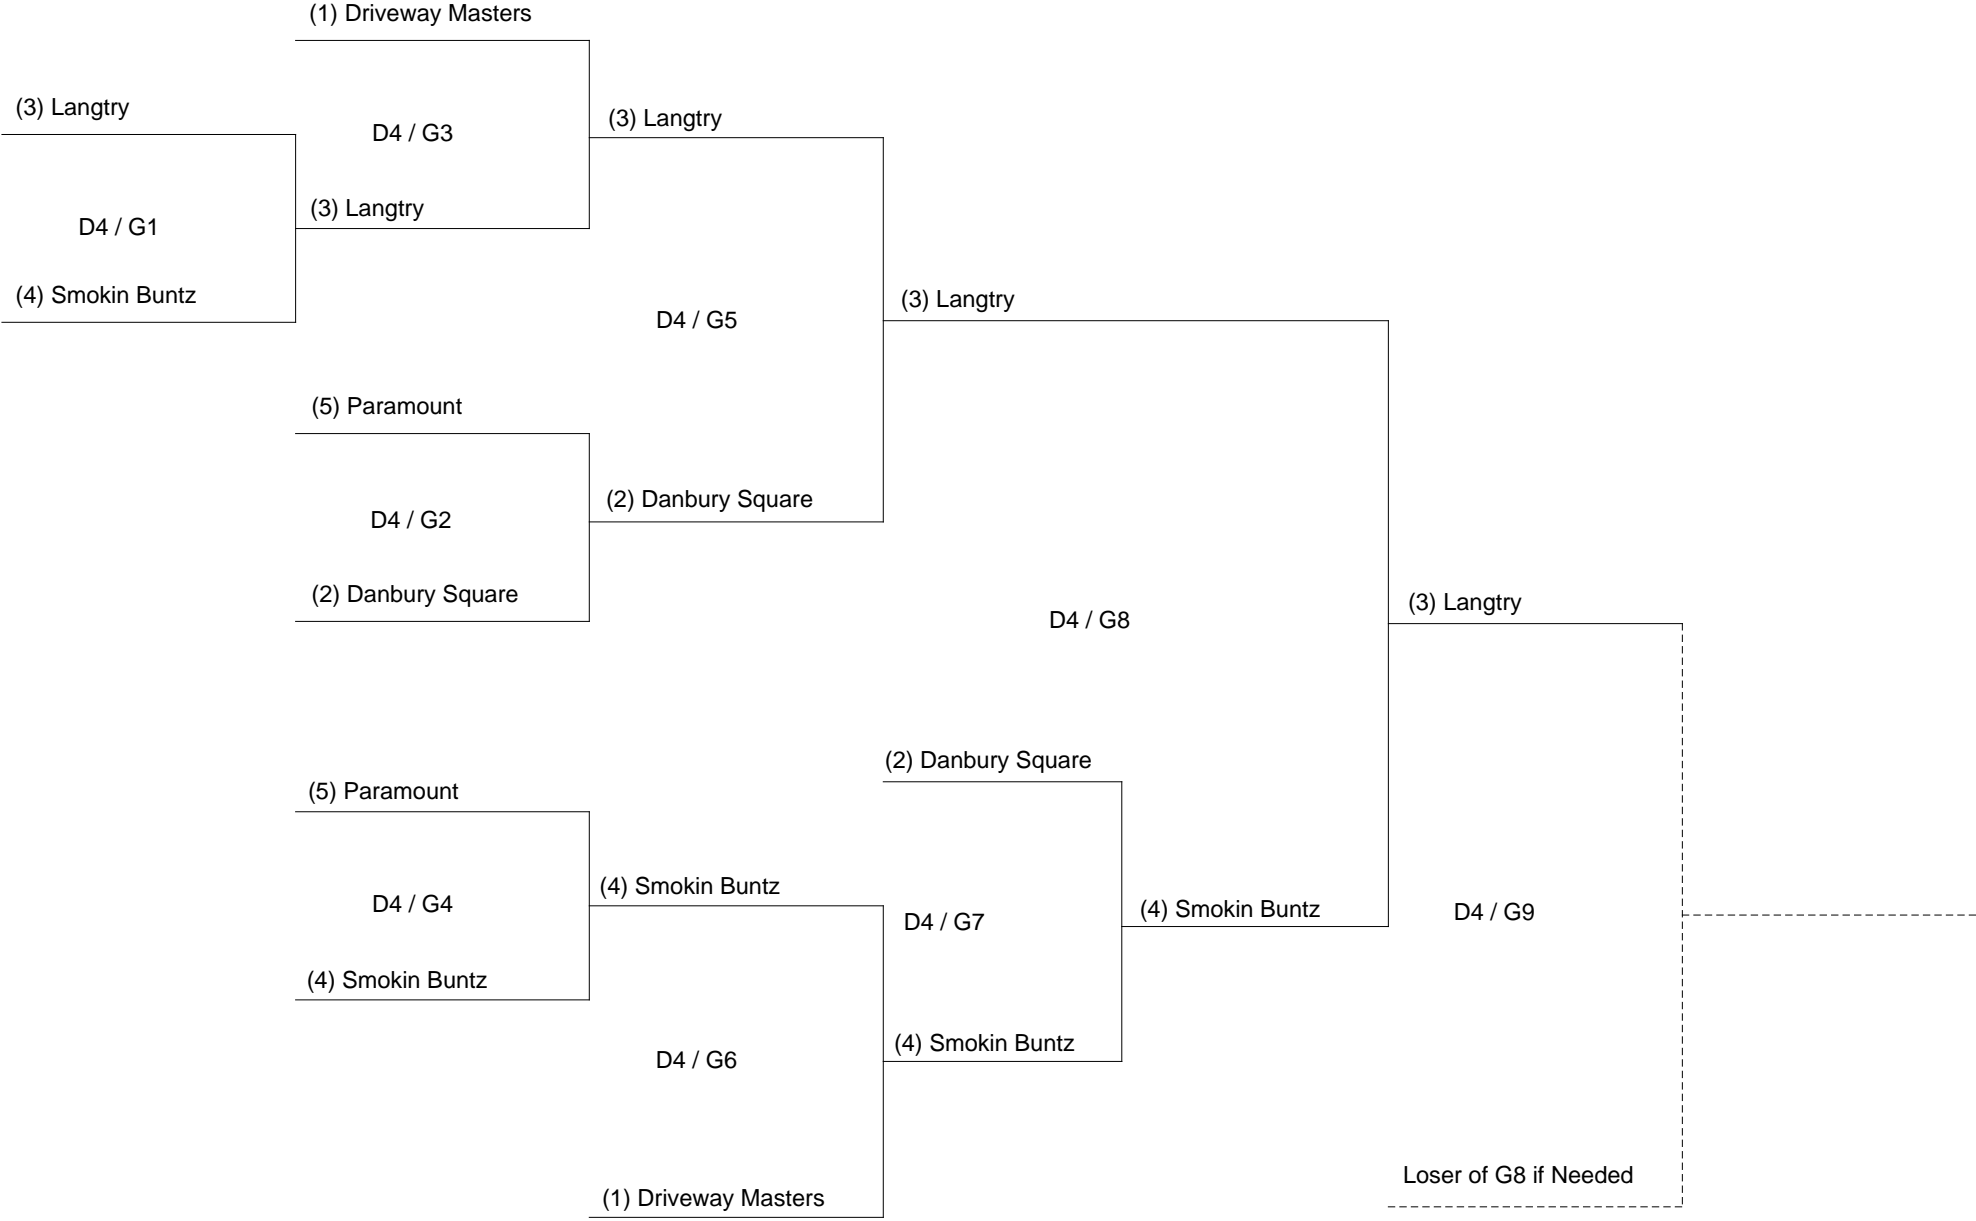 (1) Driveway Masters
(3) Langtry
D4 / G3
(3) Langtry
(3) Langtry
D4 / G1
(4) Smokin Buntz
(3) Langtry
D4 / G5
(5) Paramount
(2) Danbury Square
D4 / G2
(2) Danbury Square
(3) Langtry
D4 / G8
(2) Danbury Square
(5) Paramount
(4) Smokin Buntz
D4 / G4
D4 / G7
(4) Smokin Buntz
D4 / G9
(4) Smokin Buntz
(4) Smokin Buntz
D4 / G6
Loser of G8 if Needed
(1) Driveway Masters